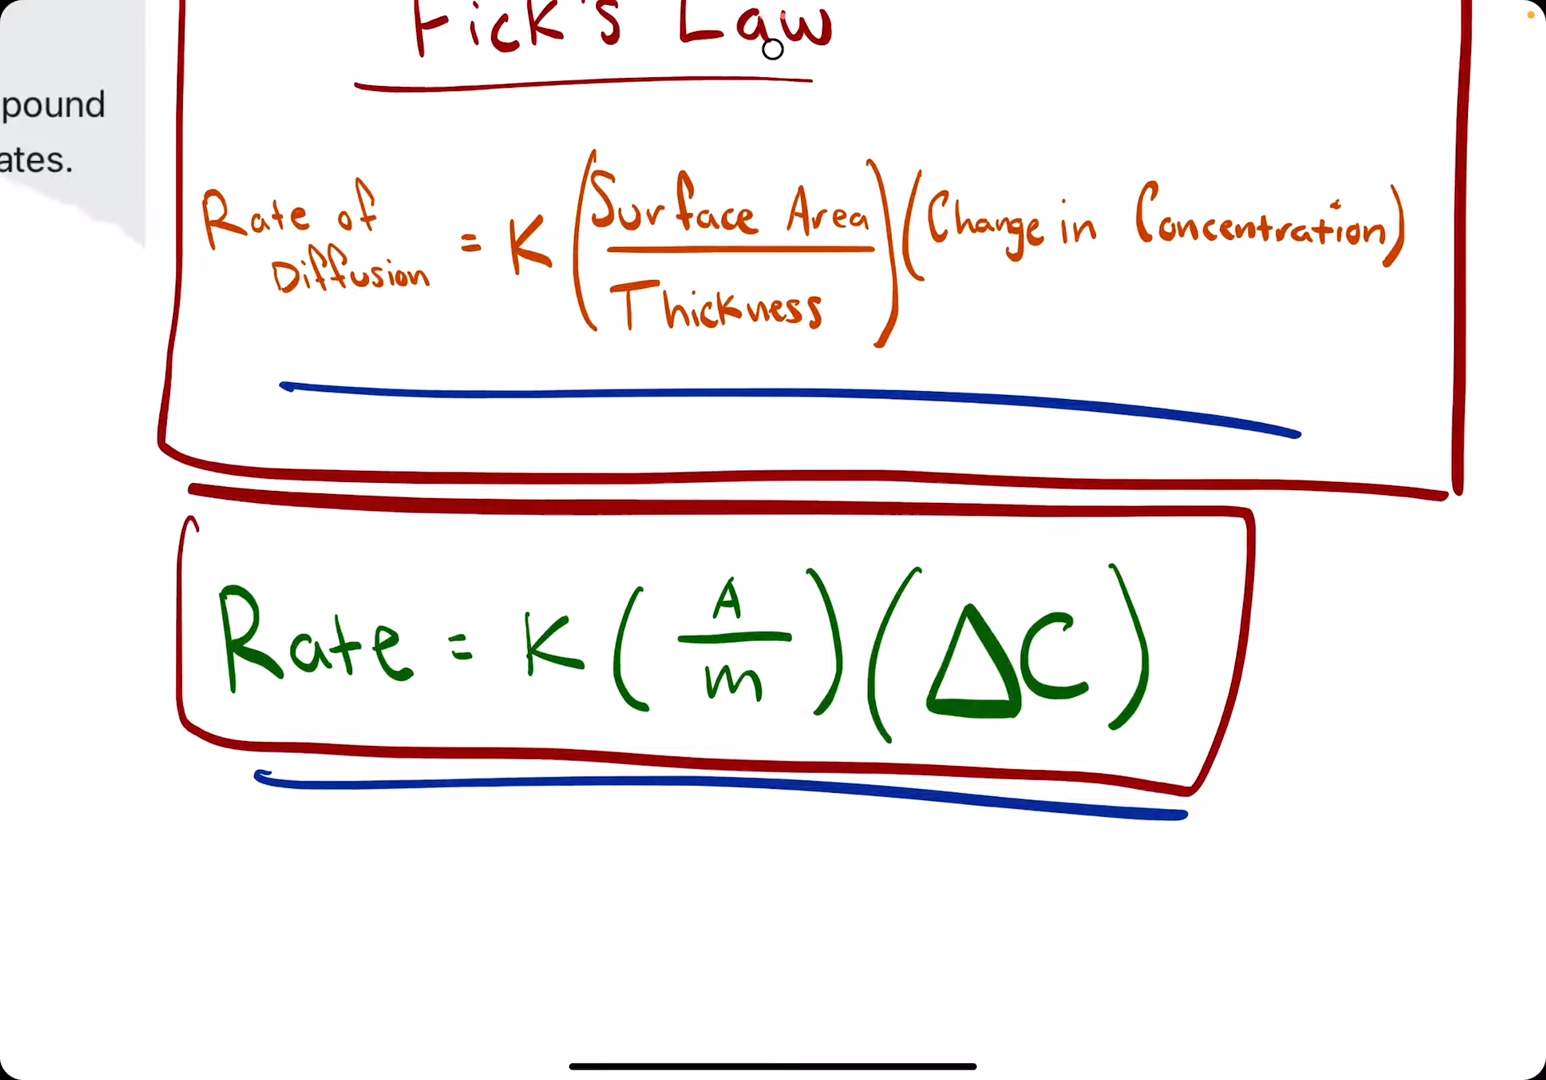 Fick's Law
pound
ates.
Rate of Diffusion = K (Surface Area / Thickness) (Change in Concentration)
Rate = K (A / m) (ΔC)